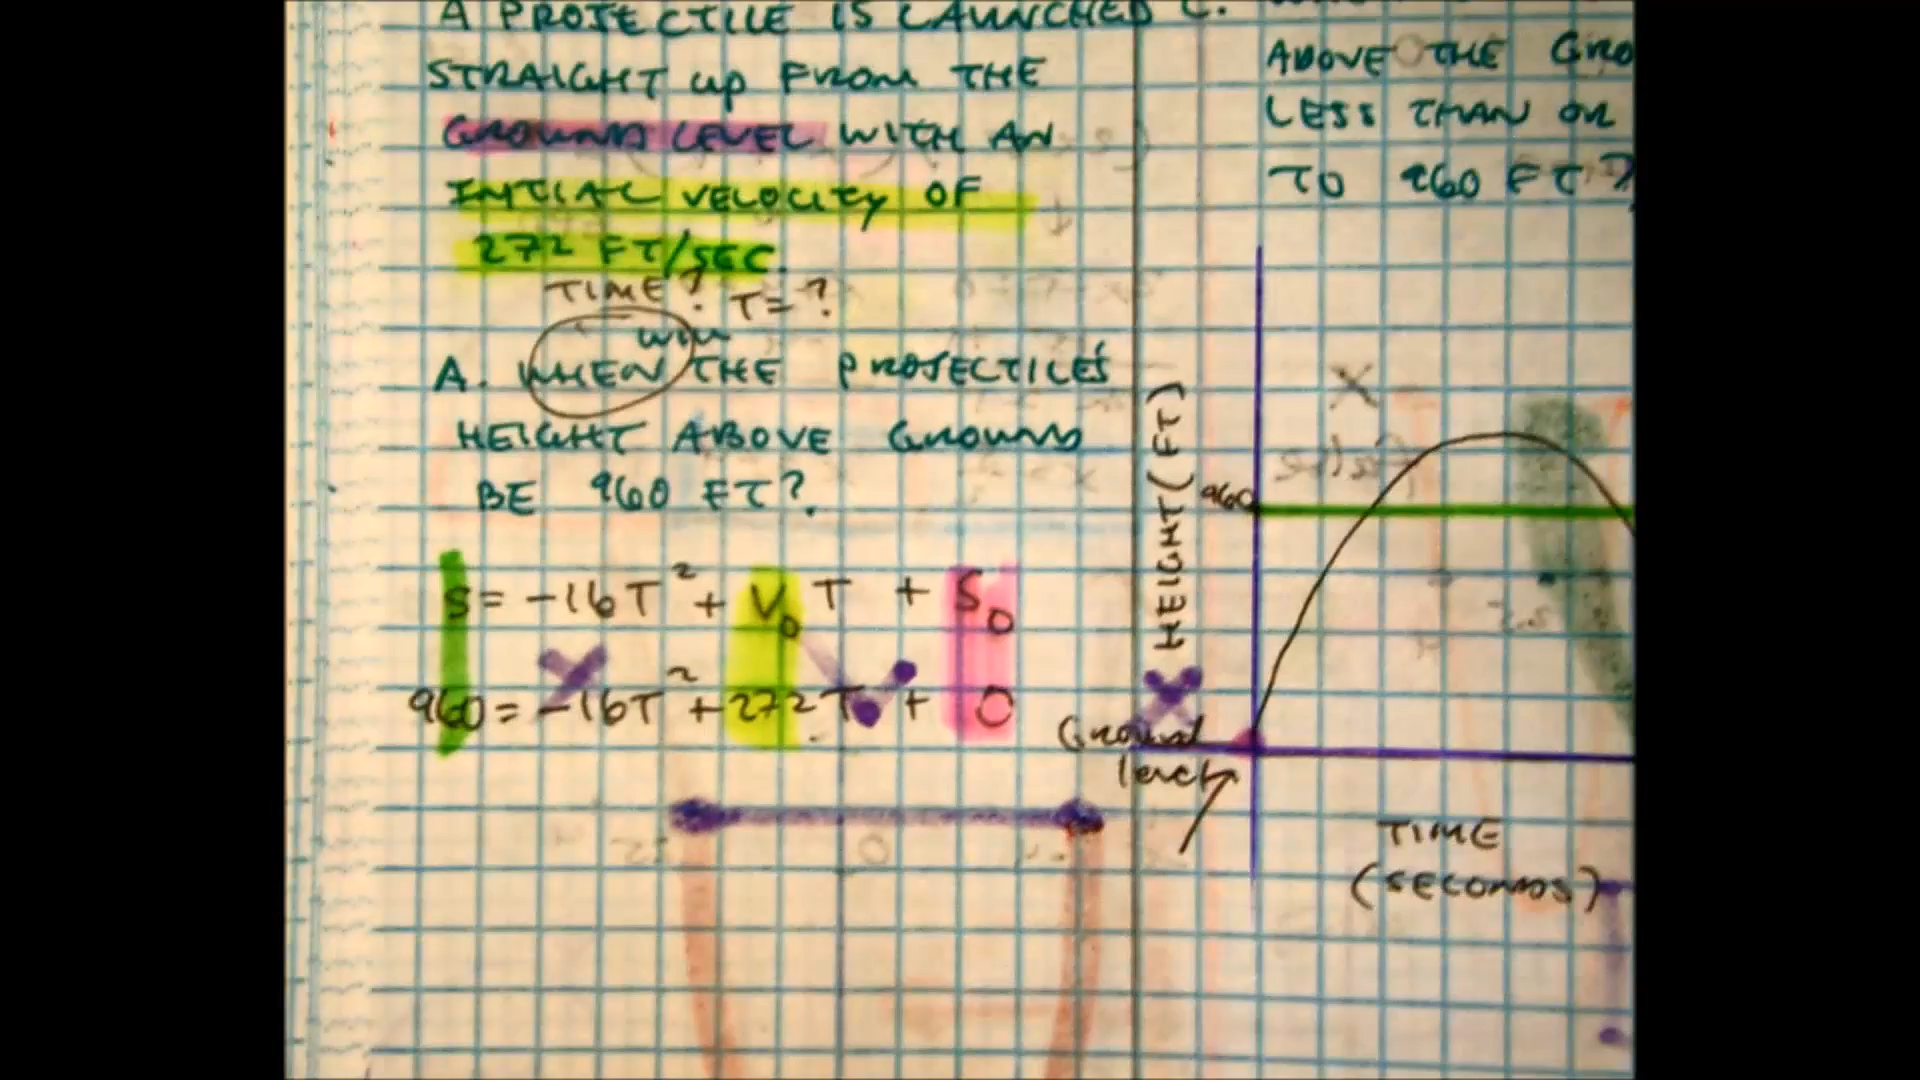 A PROJECTILE IS LAUNCHED
STRAIGHT UP FROM THE
GROUND LEVEL WITH AN
INITIAL VELOCITY OF
272 FT/SEC.
TIME? T=?
WILL
A. WHEN THE PROJECTILE'S
HEIGHT ABOVE GROUND
BE 960 FT?
S = -16T² + V₀T + S₀
960 = -16T² + 272T + 0
C.
ABOVE THE GRO
LESS THAN OR
TO 960 FT?
HEIGHT (FT)
960
Ground
level
TIME
(SECONDS)